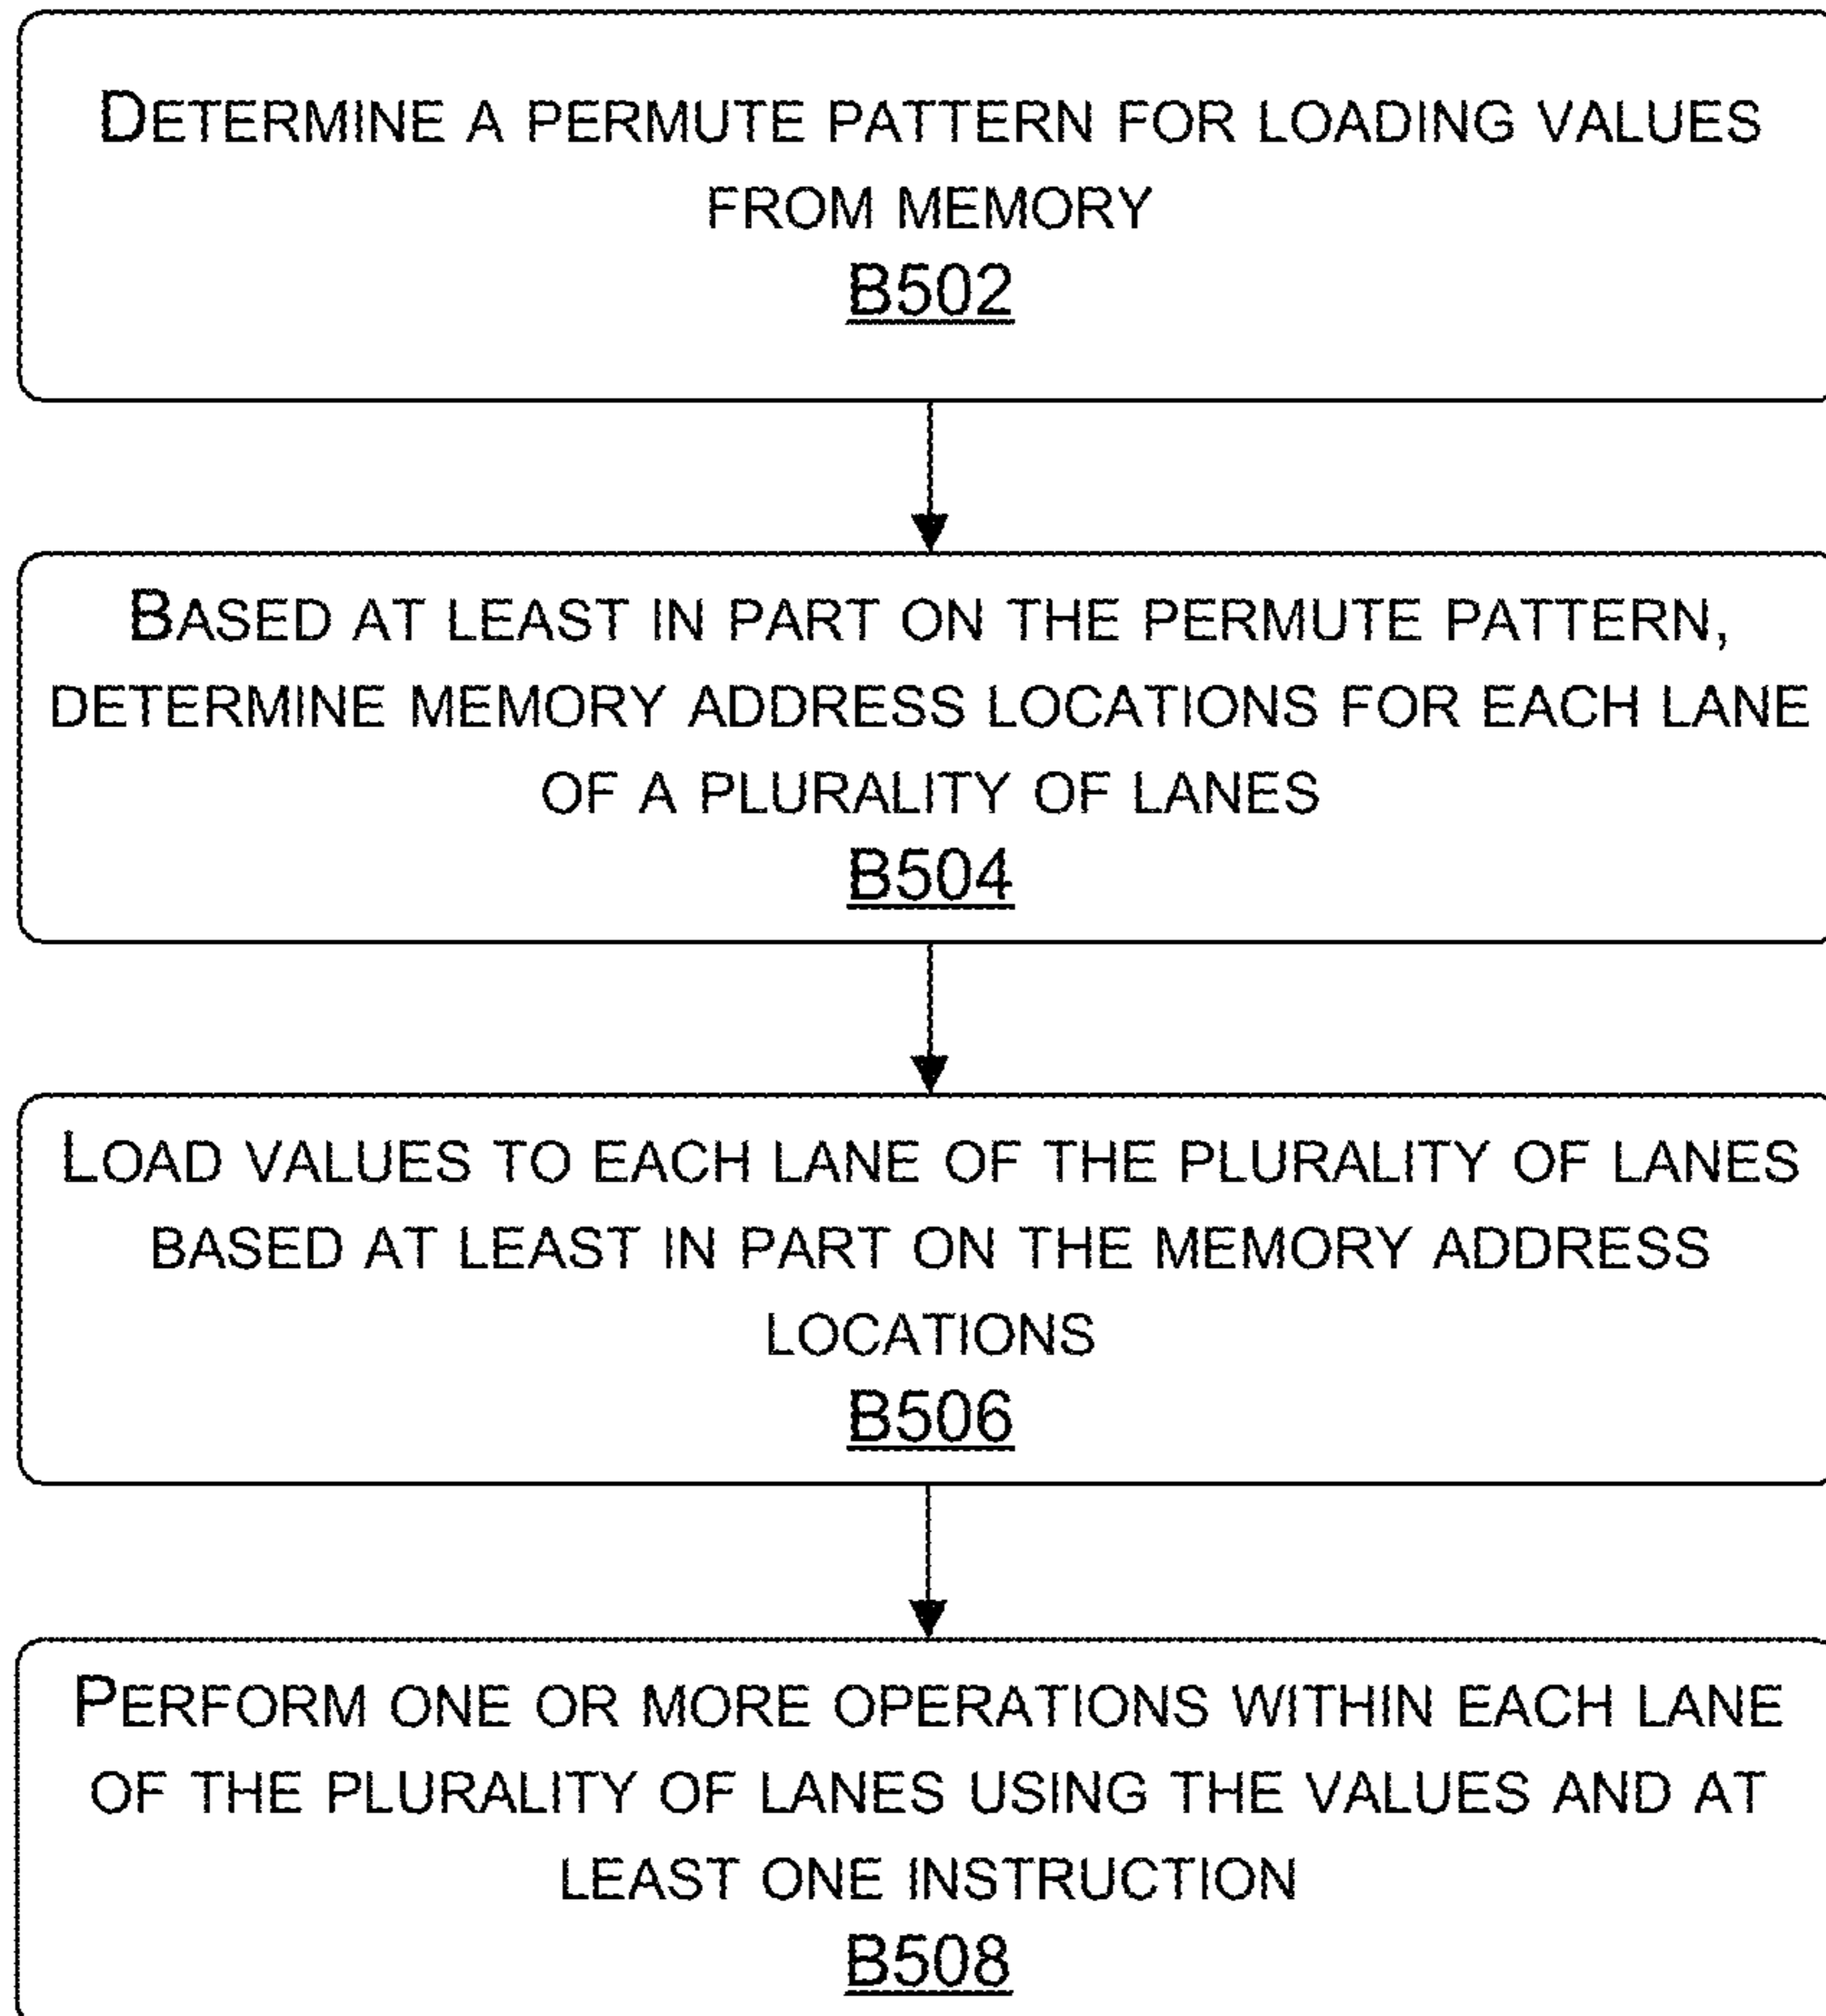 DETERMINE A PERMUTE PATTERN FOR LOADING VALUES
FROM MEMORY
B502
BASED AT LEAST IN PART ON THE PERMUTE PATTERN,
DETERMINE MEMORY ADDRESS LOCATIONS FOR EACH LANE
OF A PLURALITY OF LANES
B504
LOAD VALUES TO EACH LANE OF THE PLURALITY OF LANES
BASED AT LEAST IN PART ON THE MEMORY ADDRESS
LOCATIONS
B506
PERFORM ONE OR MORE OPERATIONS WITHIN EACH LANE
OF THE PLURALITY OF LANES USING THE VALUES AND AT
LEAST ONE INSTRUCTION
B508